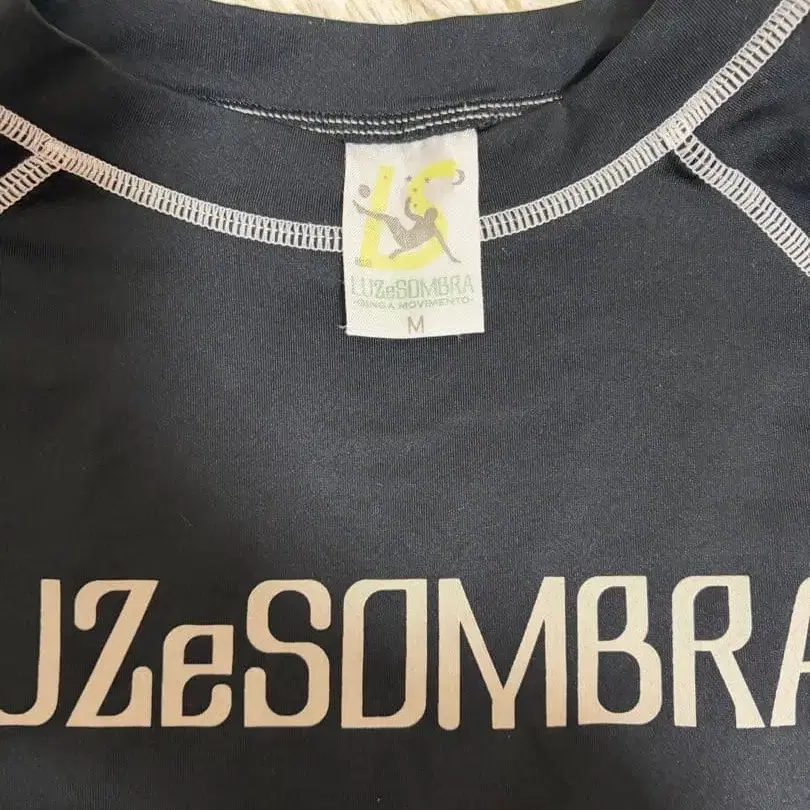 LS
LUZeSOMBRA
-GINGA MOVIMENTO-
M
UZeSOMBRA